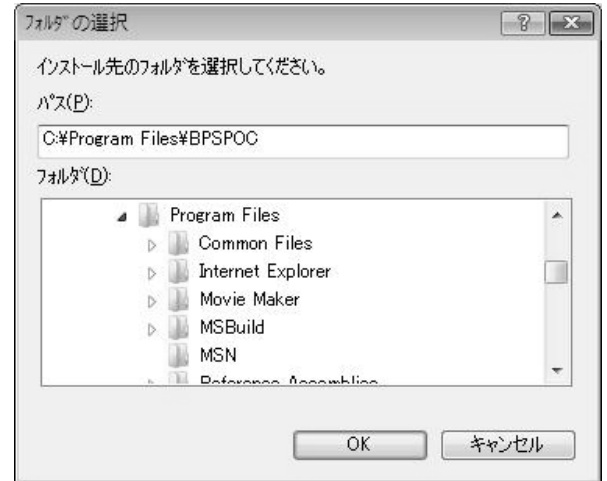 フォルダの選択
インストール先のフォルダを選択してください。
パス(P):
C:¥Program Files¥BPSPOC
フォルダ(D):
Program Files
Common Files
Internet Explorer
Movie Maker
MSBuild
MSN
Reference Assemblies
OK
キャンセル